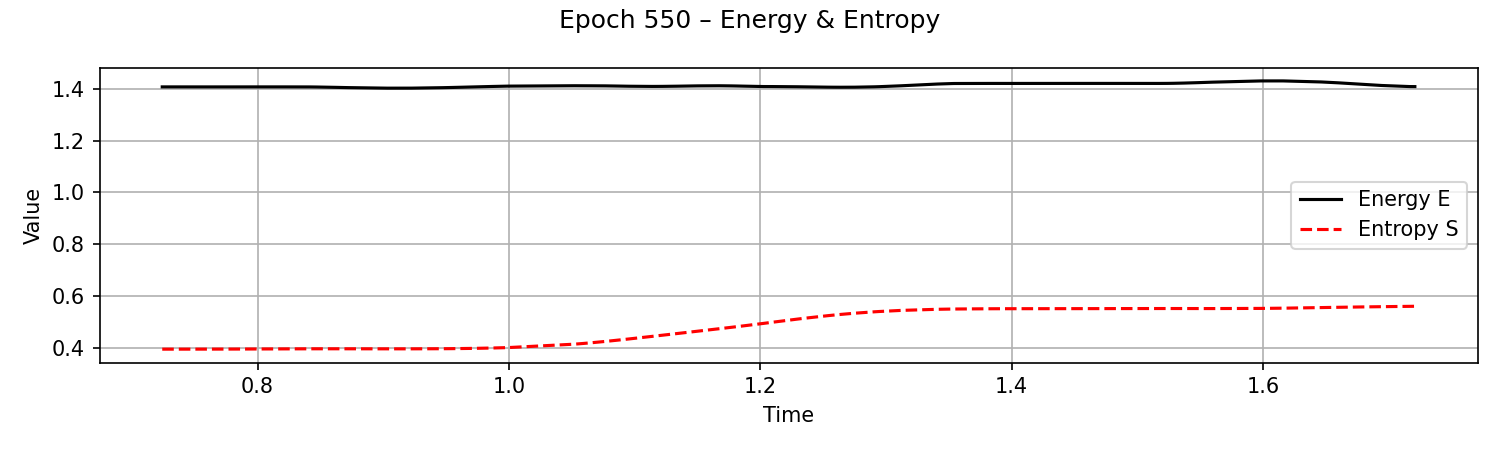 Epoch 550 – Energy & Entropy
Value
1.4
1.2
1.0
0.8
0.6
0.4
Energy E
Entropy S
0.8 1.0 1.2 1.4 1.6
Time